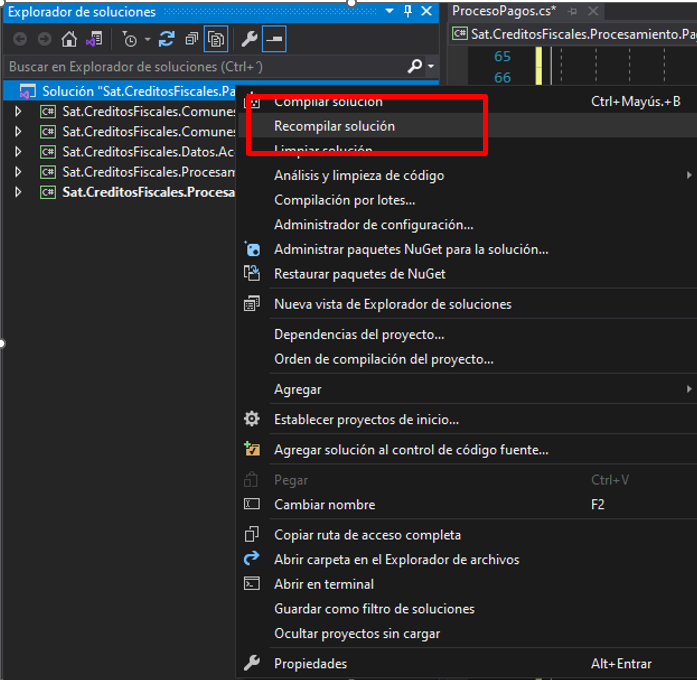 Explorador de soluciones
ProcesoPagos.cs*
Sat.CreditosFiscales.Procesamiento.Pa
Buscar en Explorador de soluciones (Ctrl+´)
65
66
Solución "Sat.CreditosFiscales.Pa
Sat.CreditosFiscales.Comunes
Sat.CreditosFiscales.Comunes
Sat.CreditosFiscales.Datos.Acc
Sat.CreditosFiscales.Procesam
Sat.CreditosFiscales.Procesa
Compilar solución Ctrl+Mayús.+B
Recompilar solución
Limpiar solución
Análisis y limpieza de código
Compilación por lotes...
Administrador de configuración...
Administrar paquetes NuGet para la solución...
Restaurar paquetes de NuGet
Nueva vista de Explorador de soluciones
Dependencias del proyecto...
Orden de compilación del proyecto...
Agregar
Establecer proyectos de inicio...
Agregar solución al control de código fuente...
Pegar Ctrl+V
Cambiar nombre F2
Copiar ruta de acceso completa
Abrir carpeta en el Explorador de archivos
Abrir en terminal
Guardar como filtro de soluciones
Ocultar proyectos sin cargar
Propiedades Alt+Entrar